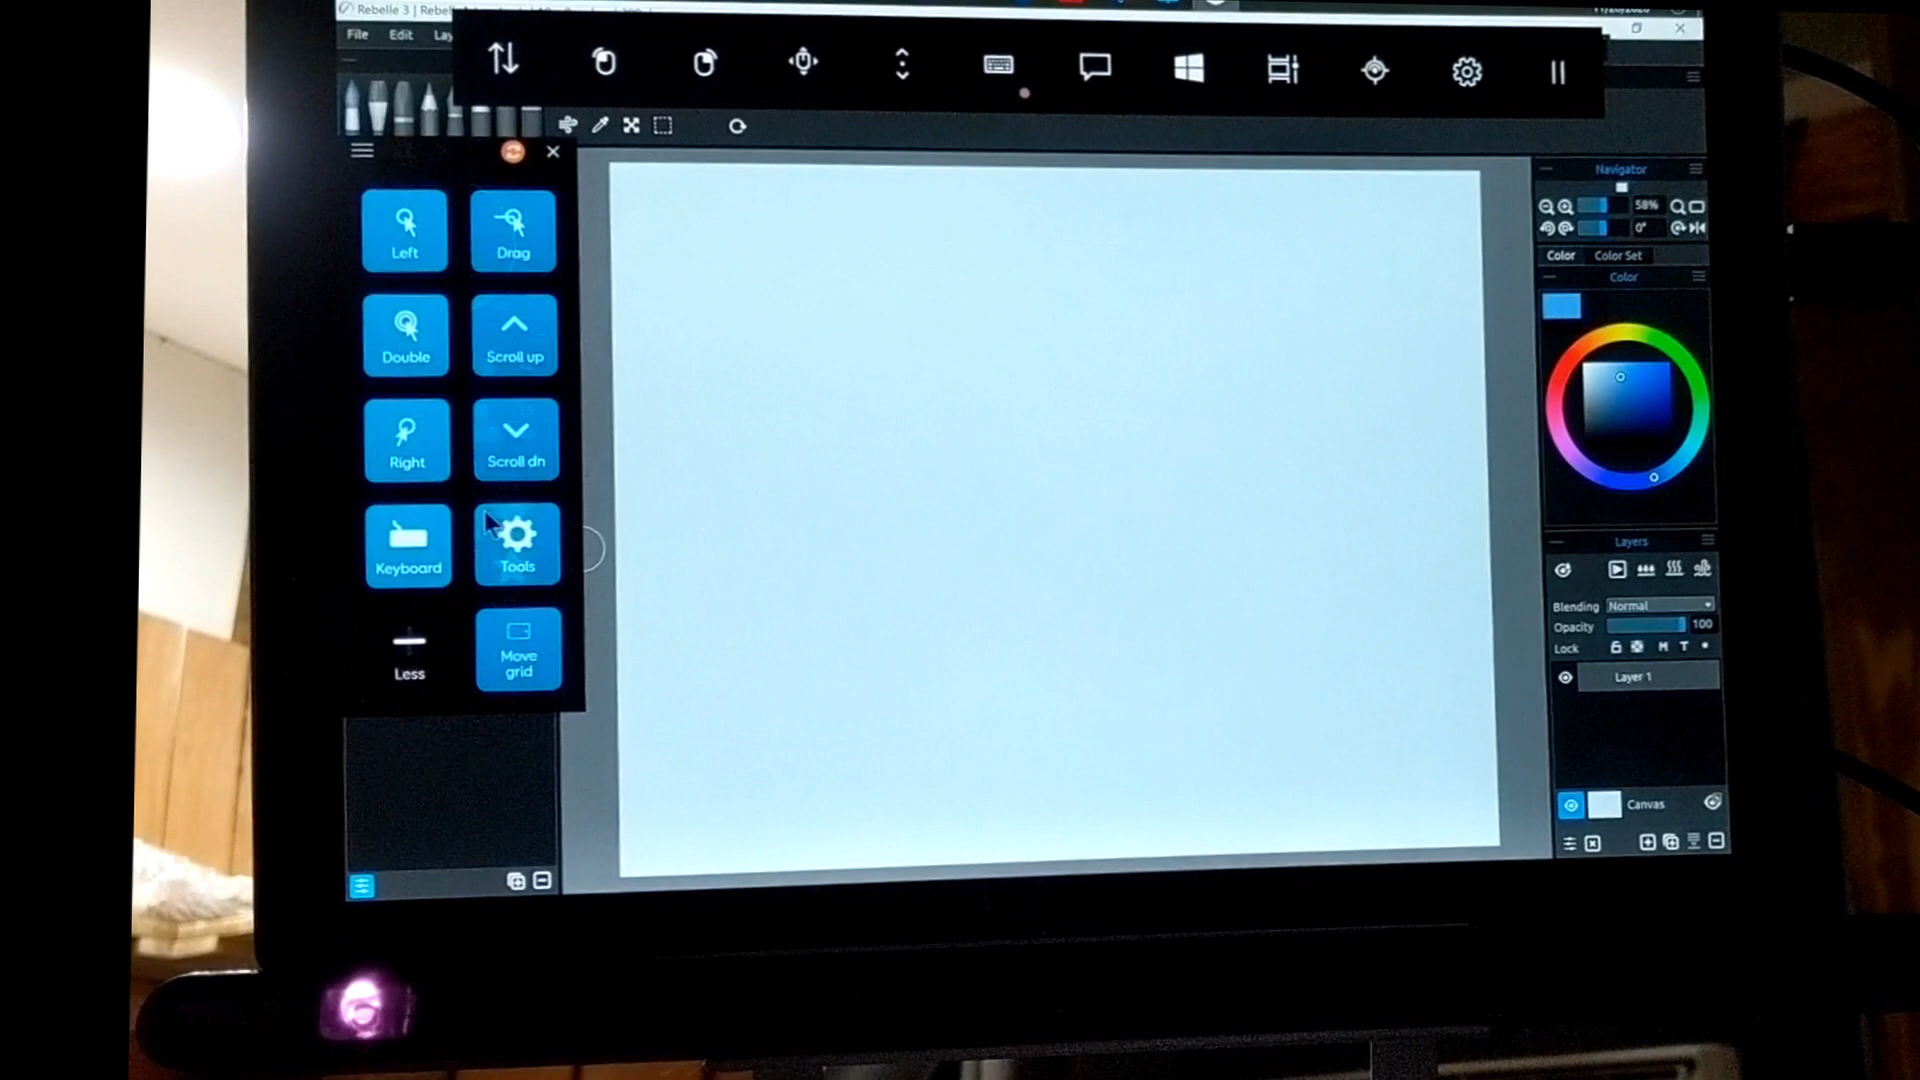 Rebelle 3 | Rebel
File Edit Lay
Left
Drag
Double
Scroll up
Right
Scroll dn
Keyboard
Tools
Less
Move
grid
Navigator
58%
0°
Color Color Set
Color
Layers
Blending Normal
Opacity 100
Lock M T
Layer 1
Canvas